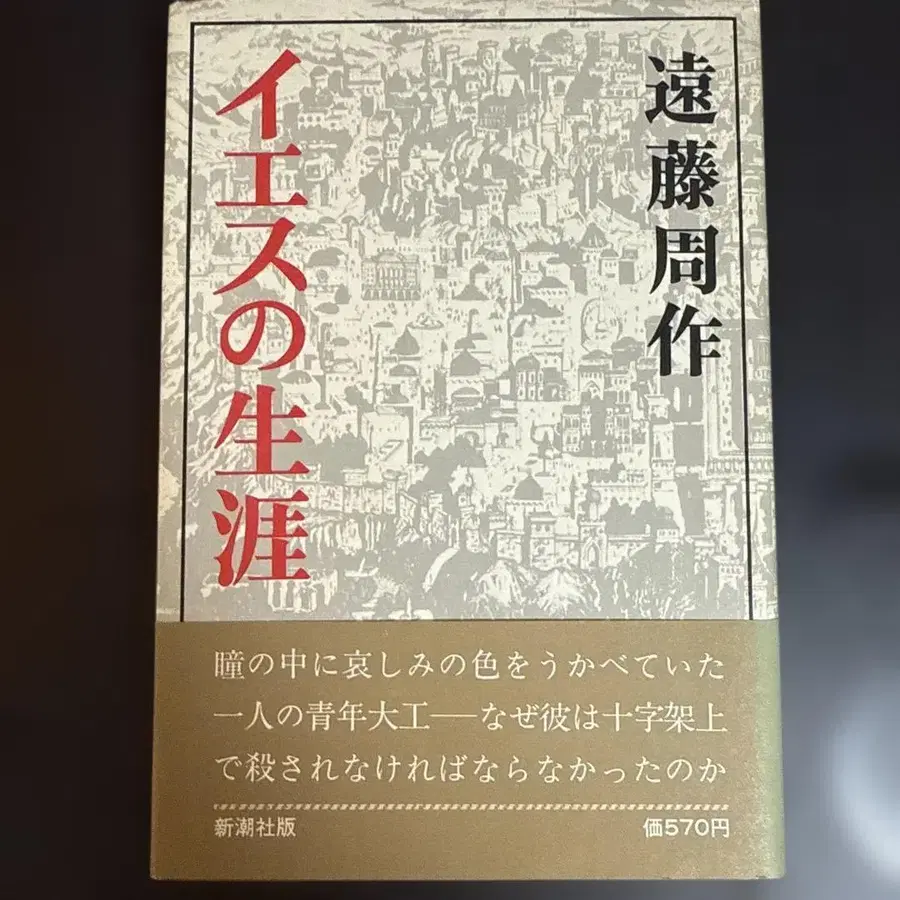 遠藤周作
イエスの生涯
瞳の中に哀しみの色をうかべていた
一人の青年大工──なぜ彼は十字架上
で殺されなければならなかったのか
新潮社版
価570円